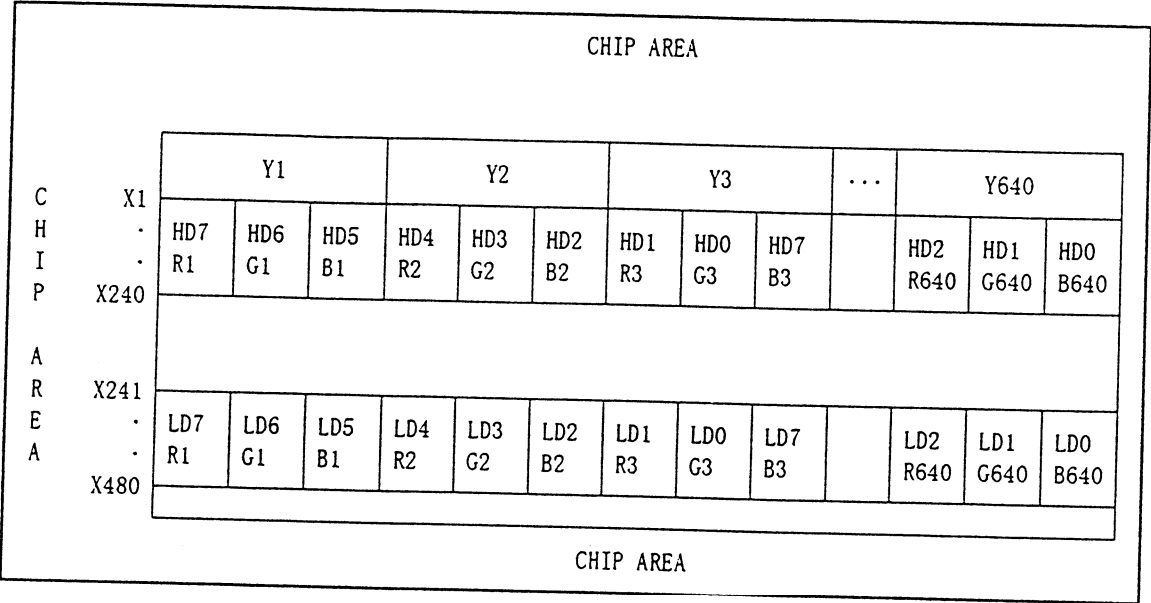 CHIP AREA
Y1 Y2 Y3 ... Y640
X1
HD7 HD6 HD5 HD4 HD3 HD2 HD1 HD0 HD7 HD2 HD1 HD0
R1 G1 B1 R2 G2 B2 R3 G3 B3 R640 G640 B640
X240
X241
LD7 LD6 LD5 LD4 LD3 LD2 LD1 LD0 LD7 LD2 LD1 LD0
R1 G1 B1 R2 G2 B2 R3 G3 B3 R640 G640 B640
X480
CHIP AREA
CHIP AREA